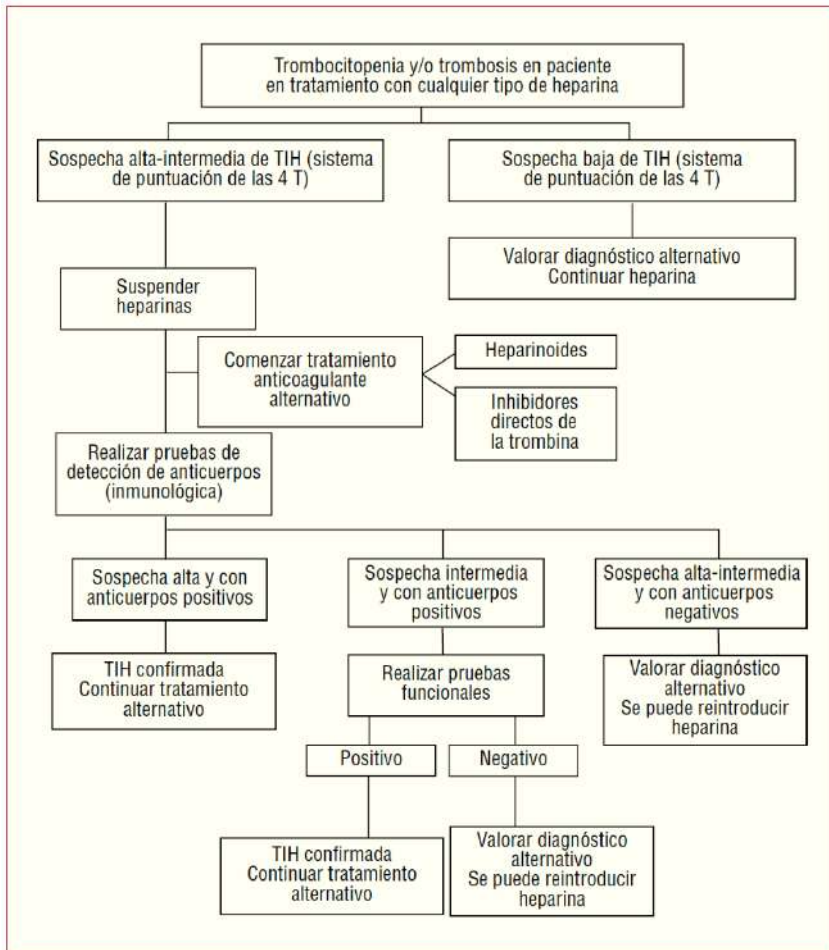 Trombocitopenia y/o trombosis en paciente
en tratamiento con cualquier tipo de heparina
Sospecha alta-intermedia de TIH (sistema
de puntuación de las 4 T)
Sospecha baja de TIH (sistema
de puntuación de las 4 T)
Valorar diagnóstico alternativo
Continuar heparina
Suspender
heparinas
Comenzar tratamiento
anticoagulante
alternativo
Heparinoides
Inhibidores
directos de
la trombina
Realizar pruebas de
detección de anticuerpos
(inmunológica)
Sospecha alta y con
anticuerpos positivos
Sospecha intermedia
y con anticuerpos
positivos
Sospecha alta-intermedia
y con anticuerpos
negativos
TIH confirmada
Continuar tratamiento
alternativo
Realizar pruebas
funcionales
Valorar diagnóstico
alternativo
Se puede reintroducir
heparina
Positivo
Negativo
TIH confirmada
Continuar tratamiento
alternativo
Valorar diagnóstico
alternativo
Se puede reintroducir
heparina